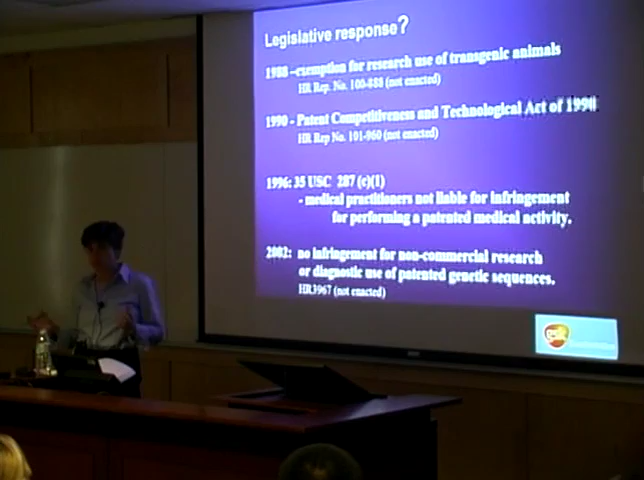 Legislative response?
1988 –exemption for research use of transgenic animals
HR Rep. No. 100-888 (not enacted)
1990 - Patent Competitiveness and Technological Act of 1990
HR Rep No. 101-960 (not enacted)
1996: 35 USC 287 (c)(1)
- medical practitioners not liable for infringement
for performing a patented medical activity.
2002: no infringement for non-commercial research
or diagnostic use of patented genetic sequences.
HR3967 (not enacted)
gsk